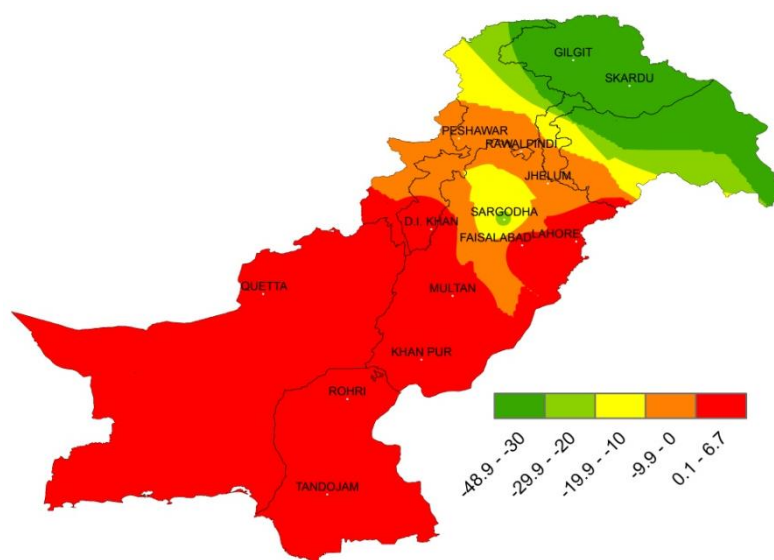 GILGIT
SKARDU
PESHAWAR
RAWALPINDI
JHELUM
SARGODHA
D.I. KHAN
FAISALABAD
LAHORE
QUETTA
MULTAN
KHAN PUR
ROHRI
TANDOJAM
-48.9 - -30
-29.9 - -20
-19.9 - -10
-9.9 - 0
0.1 - 6.7